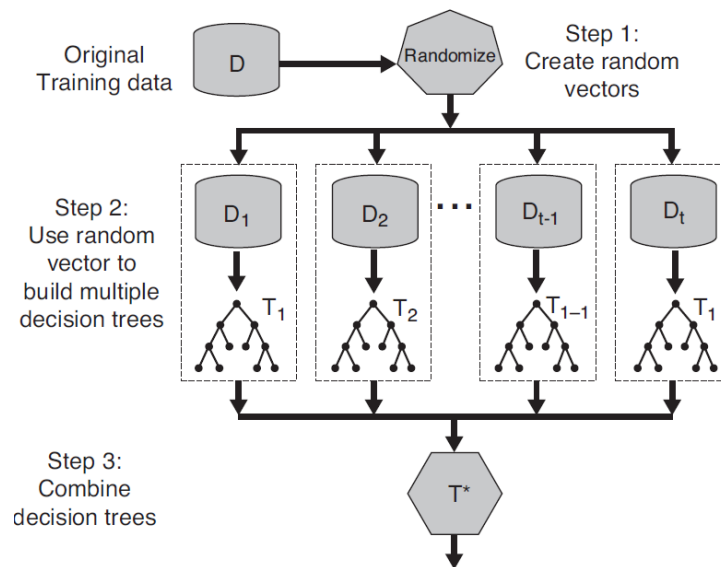 Original
Training data
D
Randomize
Step 1:
Create random
vectors
Step 2:
Use random
vector to
build multiple
decision trees
D₁
D₂
...
Dₜ₋₁
Dₜ
T₁
T₂
T₁₋₁
T₁
Step 3:
Combine
decision trees
T*